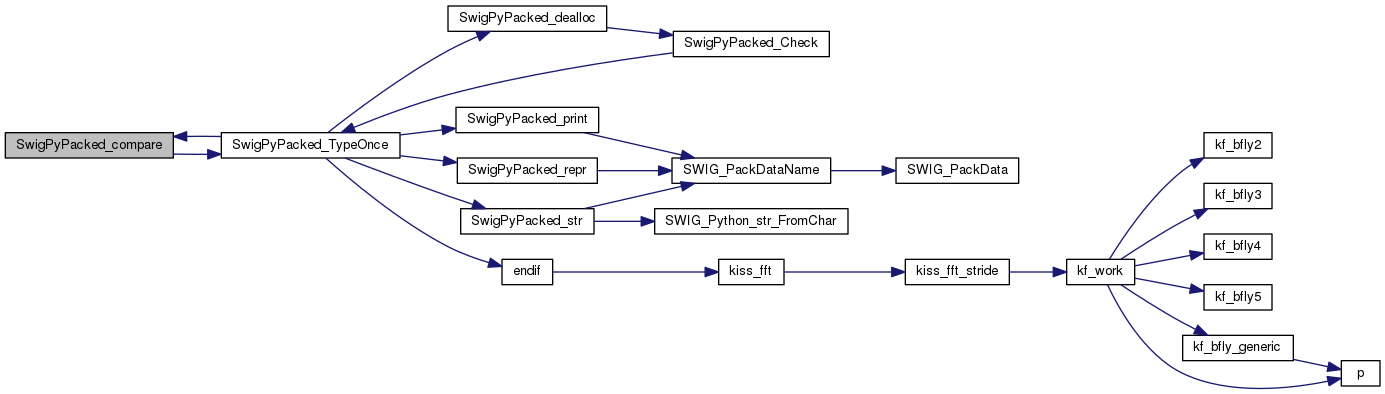 SwigPyPacked_compare
SwigPyPacked_TypeOnce
SwigPyPacked_dealloc
SwigPyPacked_Check
SwigPyPacked_print
SwigPyPacked_repr
SwigPyPacked_str
SWIG_PackDataName
SWIG_PackData
SWIG_Python_str_FromChar
endif
kiss_fft
kiss_fft_stride
kf_work
kf_bfly2
kf_bfly3
kf_bfly4
kf_bfly5
kf_bfly_generic
p